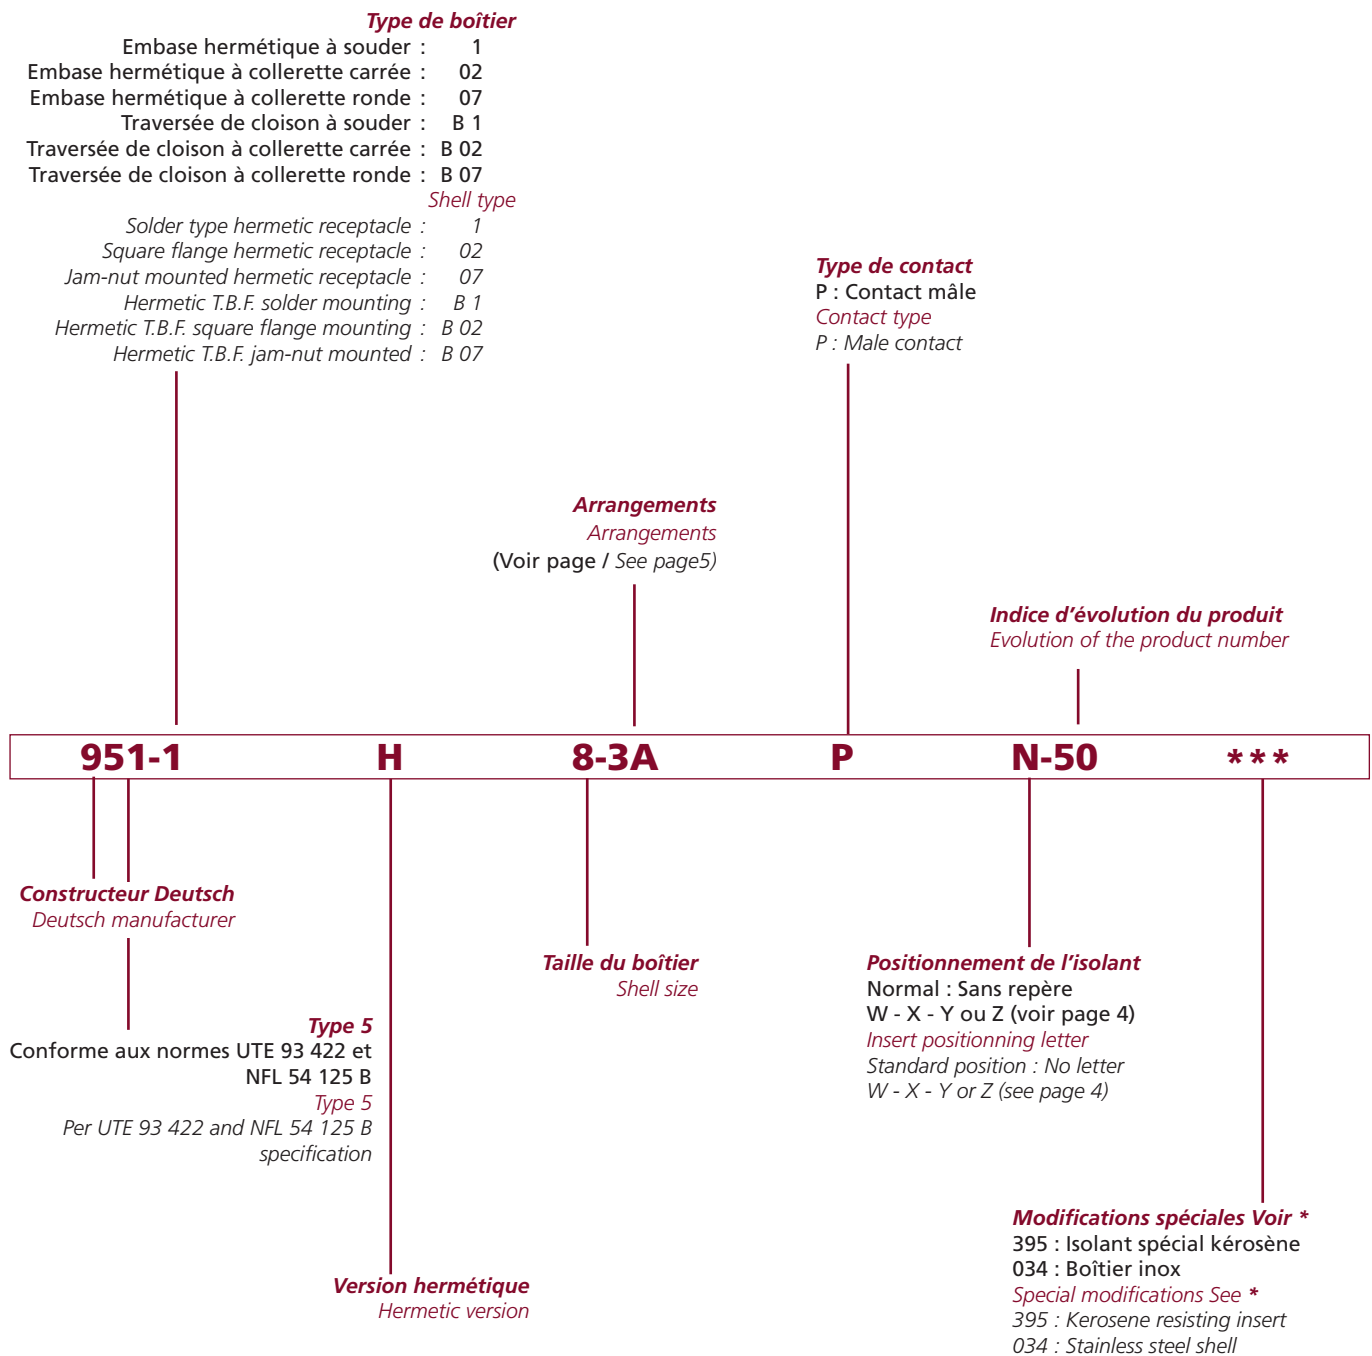 Type de boîtier
Embase hermétique à souder : 1
Embase hermétique à collerette carrée : 02
Embase hermétique à collerette ronde : 07
Traversée de cloison à souder : B 1
Traversée de cloison à collerette carrée : B 02
Traversée de cloison à collerette ronde : B 07
Shell type
Solder type hermetic receptacle : 1
Square flange hermetic receptacle : 02
Jam-nut mounted hermetic receptacle : 07
Hermetic T.B.F. solder mounting : B 1
Hermetic T.B.F. square flange mounting : B 02
Hermetic T.B.F. jam-nut mounted : B 07
Type de contact
P : Contact mâle
Contact type
P : Male contact
Arrangements
Arrangements
(Voir page / See page5)
Indice d'évolution du produit
Evolution of the product number
951-1 H 8-3A P N-50 ***
Constructeur Deutsch
Deutsch manufacturer
Type 5
Conforme aux normes UTE 93 422 et
NFL 54 125 B
Type 5
Per UTE 93 422 and NFL 54 125 B
specification
Version hermétique
Hermetic version
Taille du boîtier
Shell size
Positionnement de l'isolant
Normal : Sans repère
W - X - Y ou Z (voir page 4)
Insert positionning letter
Standard position : No letter
W - X - Y or Z (see page 4)
Modifications spéciales Voir *
395 : Isolant spécial kérosène
034 : Boîtier inox
Special modifications See *
395 : Kerosene resisting insert
034 : Stainless steel shell